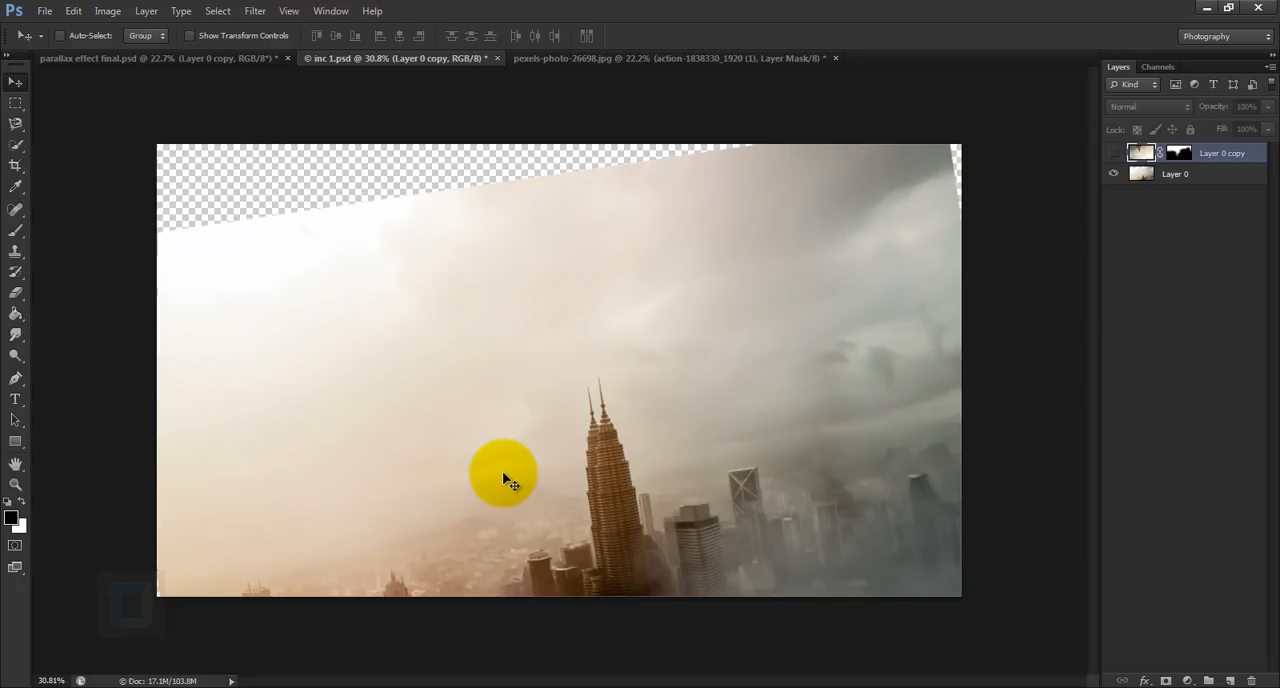 Ps File Edit Image Layer Type Select Filter View Window Help
Auto-Select: Group Show Transform Controls Photography
parallax effect final.psd @ 22.7% (Layer 0 copy, RGB/8*) * × © inc 1.psd @ 30.8% (Layer 0 copy, RGB/8) * × pexels-photo-26698.jpg @ 22.2% (action-1838330_1920 (1), Layer Mask/8) * ×
Layers Channels
Kind
Normal Opacity: 100%
Lock: Fill: 100%
Layer 0 copy
Layer 0
30.81% © Doc: 17.1M/103.8M